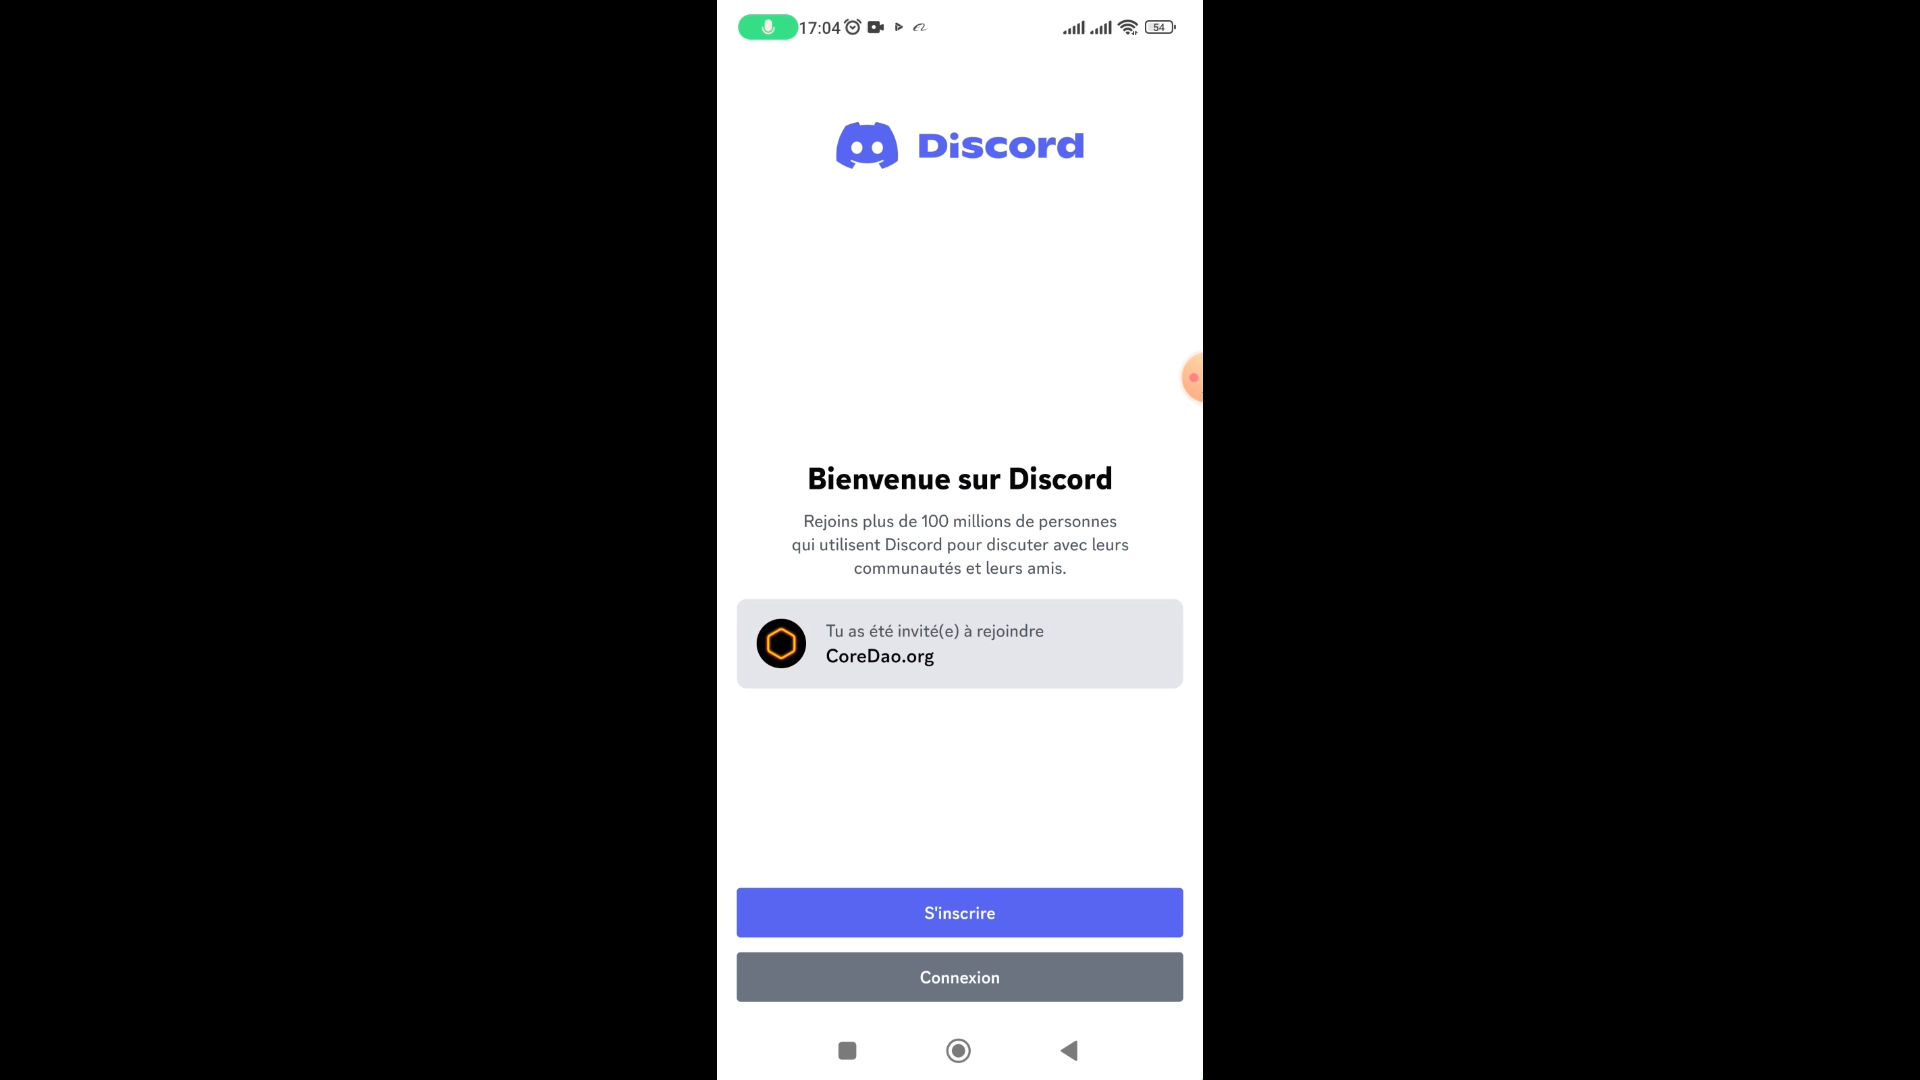 17:04
54
Discord
Bienvenue sur Discord
Rejoins plus de 100 millions de personnes
qui utilisent Discord pour discuter avec leurs
communautés et leurs amis.
Tu as été invité(e) à rejoindre
CoreDao.org
S'inscrire
Connexion